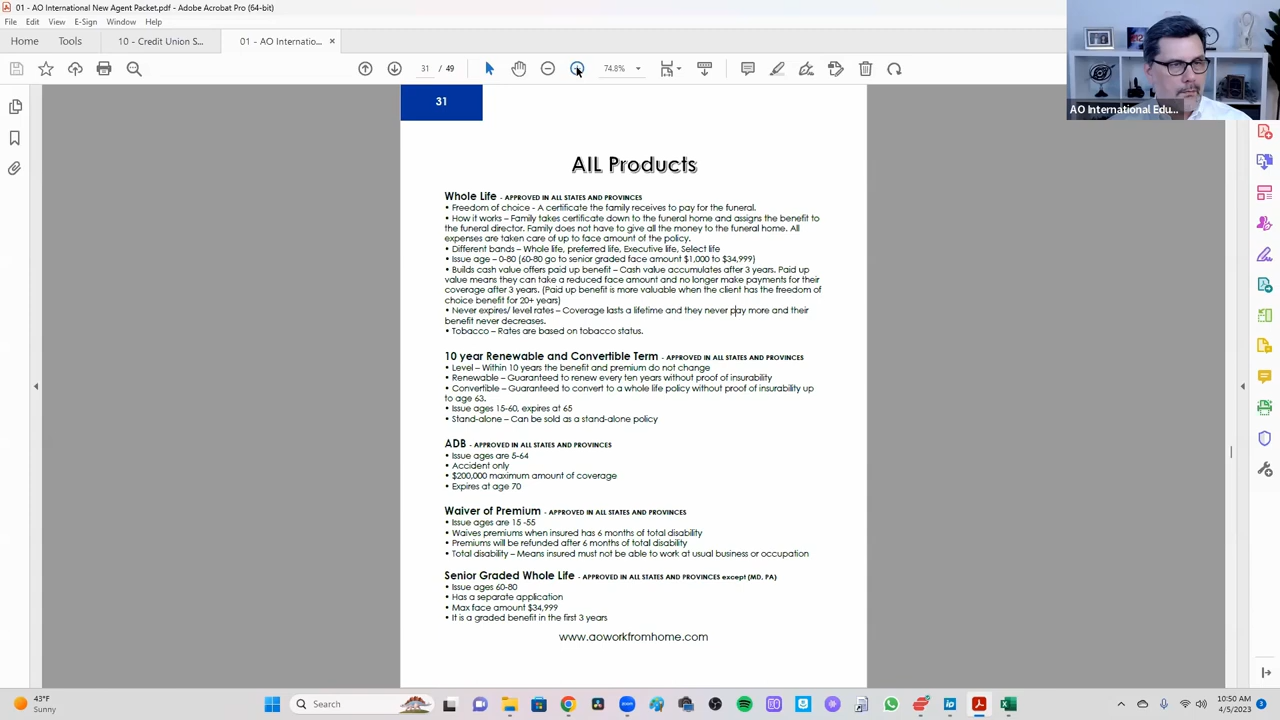 01 - AO International New Agent Packet.pdf - Adobe Acrobat Pro (64-bit)
File Edit View E-Sign Window Help
Home Tools 10 - Credit Union S... 01 - AO Internatio... ×
31 / 49 74.8%
AO International Edu...
31
AIL Products
Whole Life - APPROVED IN ALL STATES AND PROVINCES
• Freedom of choice - A certificate the family receives to pay for the funeral.
• How it works – Family takes certificate down to the funeral home and assigns the benefit to
the funeral director. Family does not have to give all the money to the funeral home. All
expenses are taken care of up to face amount of the policy.
• Different bands – Whole life, preferred life, Executive life, Select life
• Issue age – 0-80 (60-80 go to senior graded face amount $1,000 to $34,999)
• Builds cash value offers paid up benefit – Cash value accumulates after 3 years. Paid up
value means they can take a reduced face amount and no longer make payments for their
coverage after 3 years. (Paid up benefit is more valuable when the client has the freedom of
choice benefit for 20+ years)
• Never expires/ level rates – Coverage lasts a lifetime and they never pay more and their
benefit never decreases.
• Tobacco – Rates are based on tobacco status.
10 year Renewable and Convertible Term - APPROVED IN ALL STATES AND PROVINCES
• Level – Within 10 years the benefit and premium do not change
• Renewable – Guaranteed to renew every ten years without proof of insurability
• Convertible – Guaranteed to convert to a whole life policy without proof of insurability up
to age 63.
• Issue ages 15-60, expires at 65
• Stand-alone – Can be sold as a stand-alone policy
ADB - APPROVED IN ALL STATES AND PROVINCES
• Issue ages are 5-64
• Accident only
• $200,000 maximum amount of coverage
• Expires at age 70
Waiver of Premium - APPROVED IN ALL STATES AND PROVINCES
• Issue ages are 15 -55
• Waives premiums when insured has 6 months of total disability
• Premiums will be refunded after 6 months of total disability
• Total disability – Means insured must not be able to work at usual business or occupation
Senior Graded Whole Life - APPROVED IN ALL STATES AND PROVINCES except (MD, PA)
• Issue ages 60-80
• Has a separate application
• Max face amount $34,999
• It is a graded benefit in the first 3 years
www.aoworkfromhome.com
43°F
Sunny
Search
10:50 AM
4/5/2023